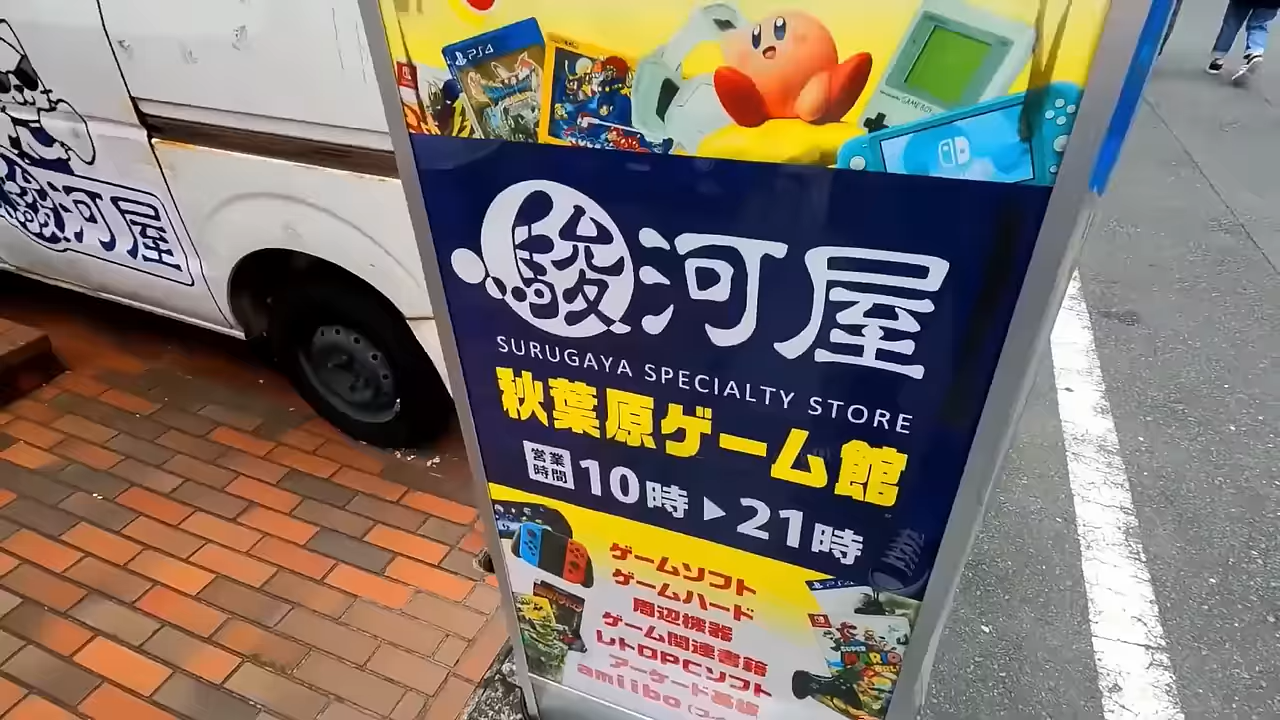 PS4
GAME BOY
駿河屋
駿河屋
SURUGAYA SPECIALTY STORE
秋葉原ゲーム館
営業時間 10時▶21時
ゲームソフト
ゲームハード
周辺機器
ゲーム関連書籍
レトロPCソフト
アーケード基板
amiibo
PS4
SUPER
MARIO